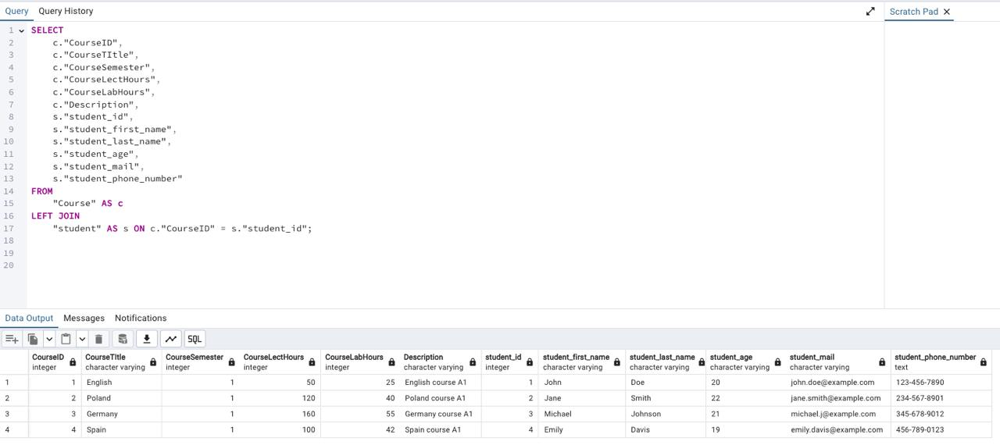 Query Query History Scratch Pad
1 SELECT
2 c."CourseID",
3 c."CourseTItle",
4 c."CourseSemester",
5 c."CourseLectHours",
6 c."CourseLabHours",
7 c."Description",
8 s."student_id",
9 s."student_first_name",
10 s."student_last_name",
11 s."student_age",
12 s."student_mail",
13 s."student_phone_number"
14 FROM
15 "Course" AS c
16 LEFT JOIN
17 "student" AS s ON c."CourseID" = s."student_id";
18
19
20
Data Output Messages Notifications
SQL
CourseID CourseTItle CourseSemester CourseLectHours CourseLabHours Description student_id student_first_name student_last_name student_age student_mail student_phone_number
integer character varying integer integer integer character varying integer character varying character varying character varying character varying text
1 1 English 1 50 25 English course A1 1 John Doe 20 john.doe@example.com 123-456-7890
2 2 Poland 1 120 40 Poland course A1 2 Jane Smith 22 jane.smith@example.com 234-567-8901
3 3 Germany 1 160 55 Germany course A1 3 Michael Johnson 21 michael.j@example.com 345-678-9012
4 4 Spain 1 100 42 Spain course A1 4 Emily Davis 19 emily.davis@example.com 456-789-0123